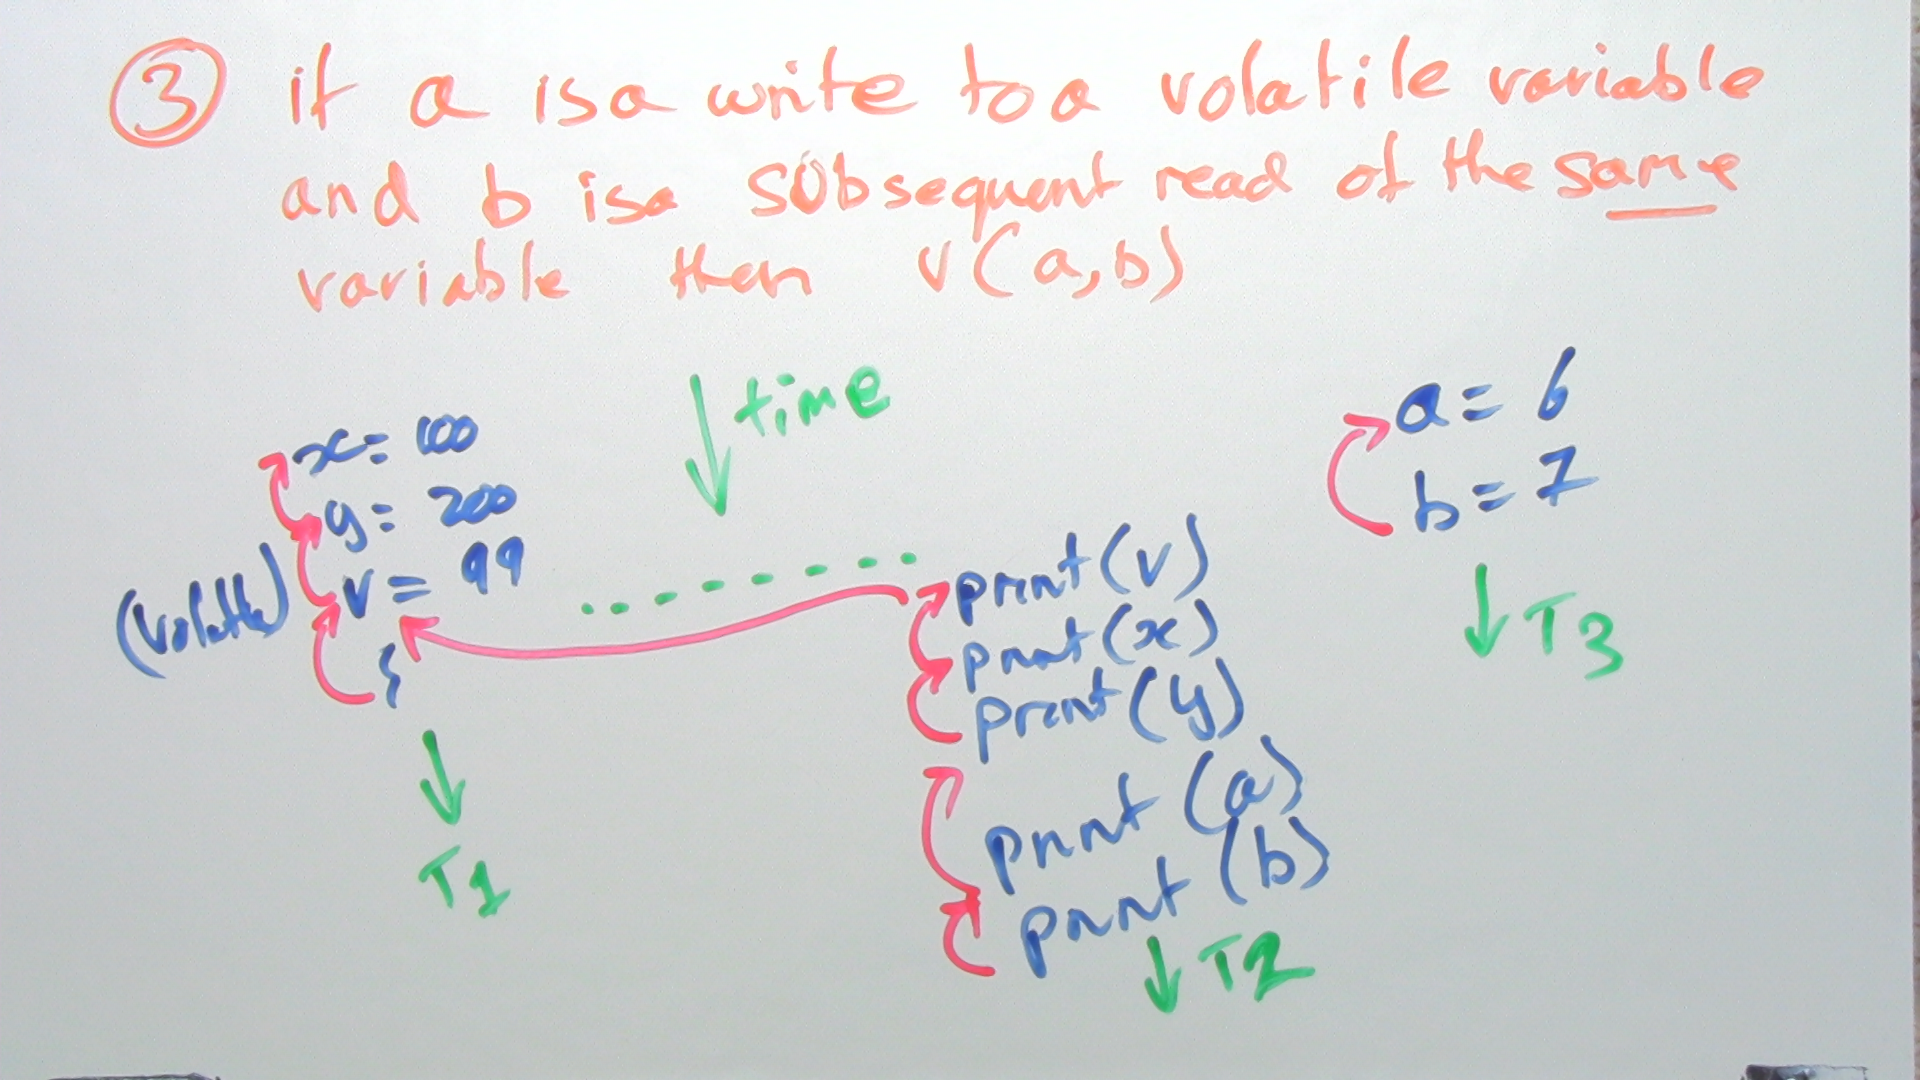 3 if a is a write to a volatile variable
and b is a subsequent read of the same
variable then v(a,b)
time
x = 100
y = 200
(volatile) v = 99
T1
print(v)
print(x)
print(y)
print(a)
print(b)
T2
a = 6
b = 7
T3